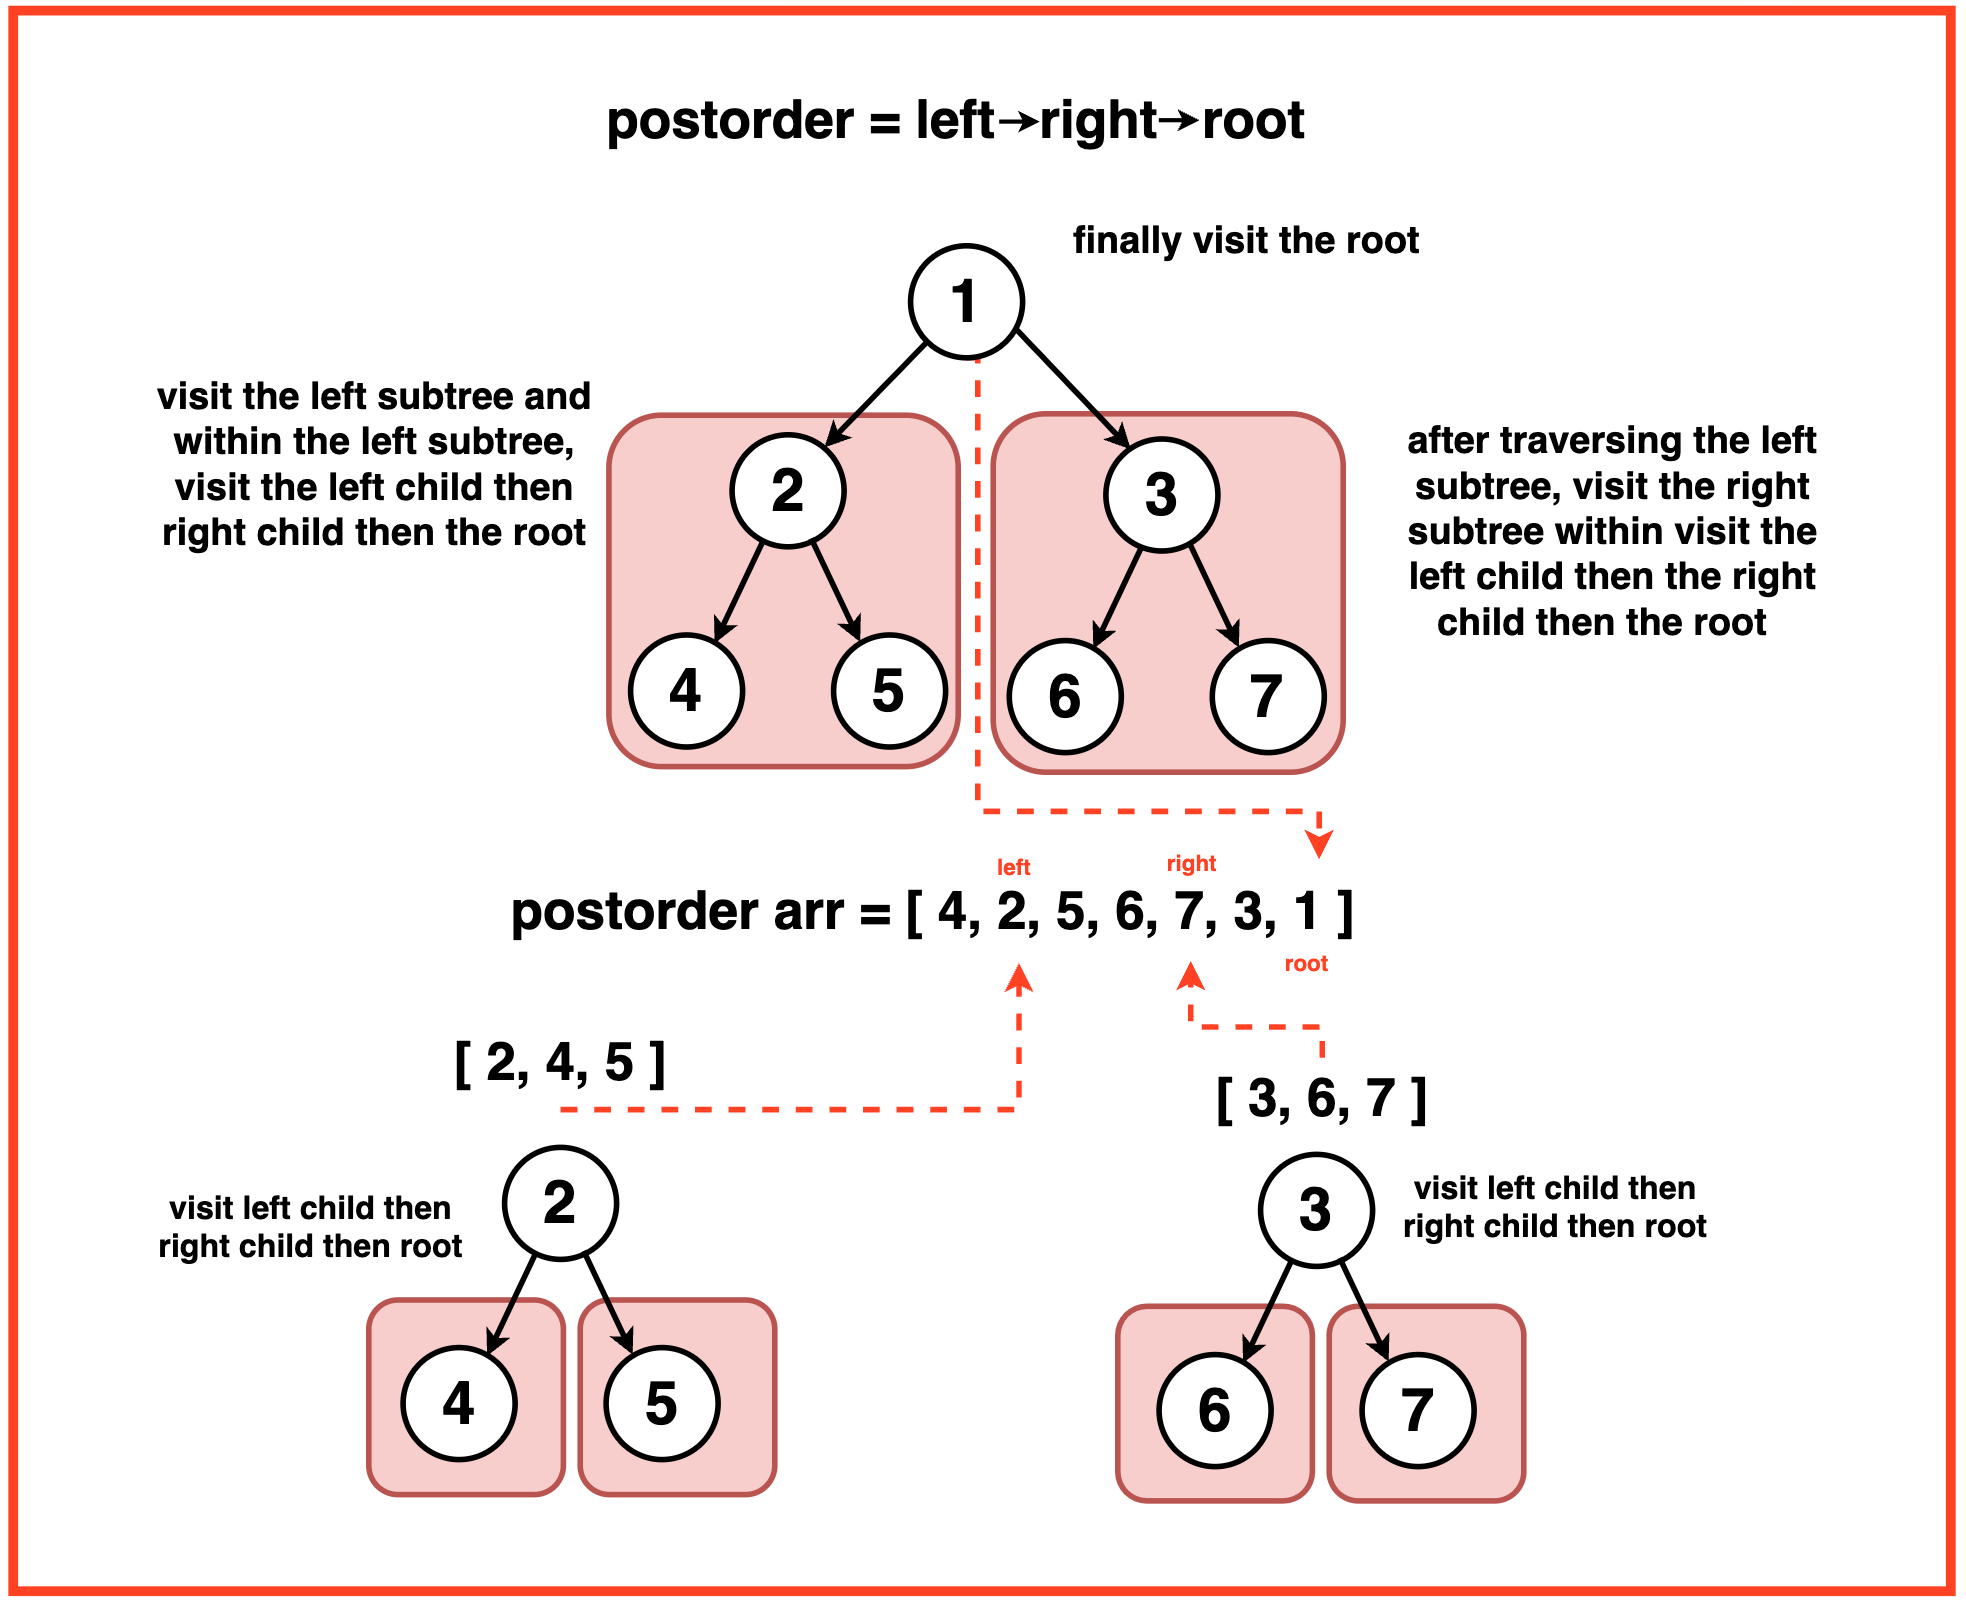 postorder = left→right→root
finally visit the root
1
visit the left subtree and
within the left subtree,
visit the left child then
right child then the root
2
3
after traversing the left
subtree, visit the right
subtree within visit the
left child then the right
child then the root
4
5
6
7
left
right
postorder arr = [ 4, 2, 5, 6, 7, 3, 1 ]
root
[ 2, 4, 5 ]
[ 3, 6, 7 ]
visit left child then
right child then root
2
3
visit left child then
right child then root
4
5
6
7